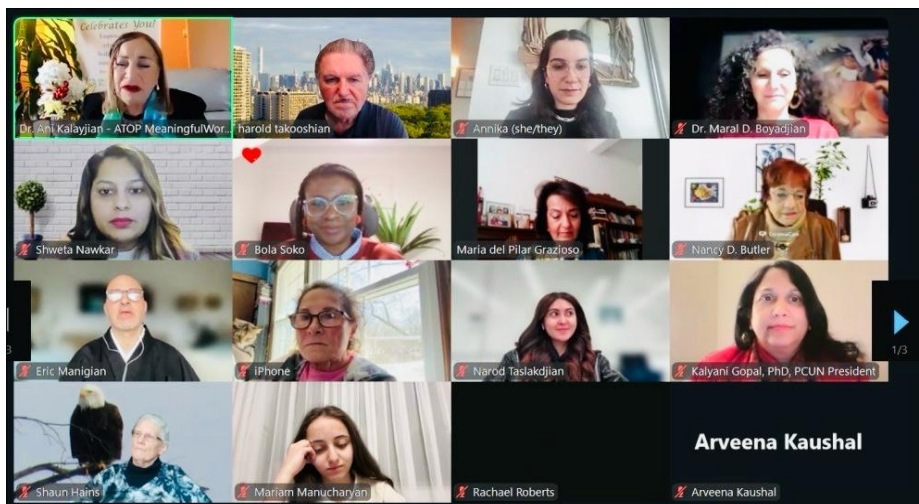 Celebrates You!
Dr. Ani Kalayjian - ATOP MeaningfulWor...
harold takooshian
Annika (she/they)
Dr. Maral D. Boyadjian
Shweta Nawkar
Bola Soko
Maria del Pilar Grazioso
Nancy D. Butler
Eric Manigian
iPhone
Narod Taslakdjian
Kalyani Gopal, PhD, PCUN President
3
1/3
Shaun Hains
Mariam Manucharyan
Rachael Roberts
Arveena Kaushal
Arveena Kaushal